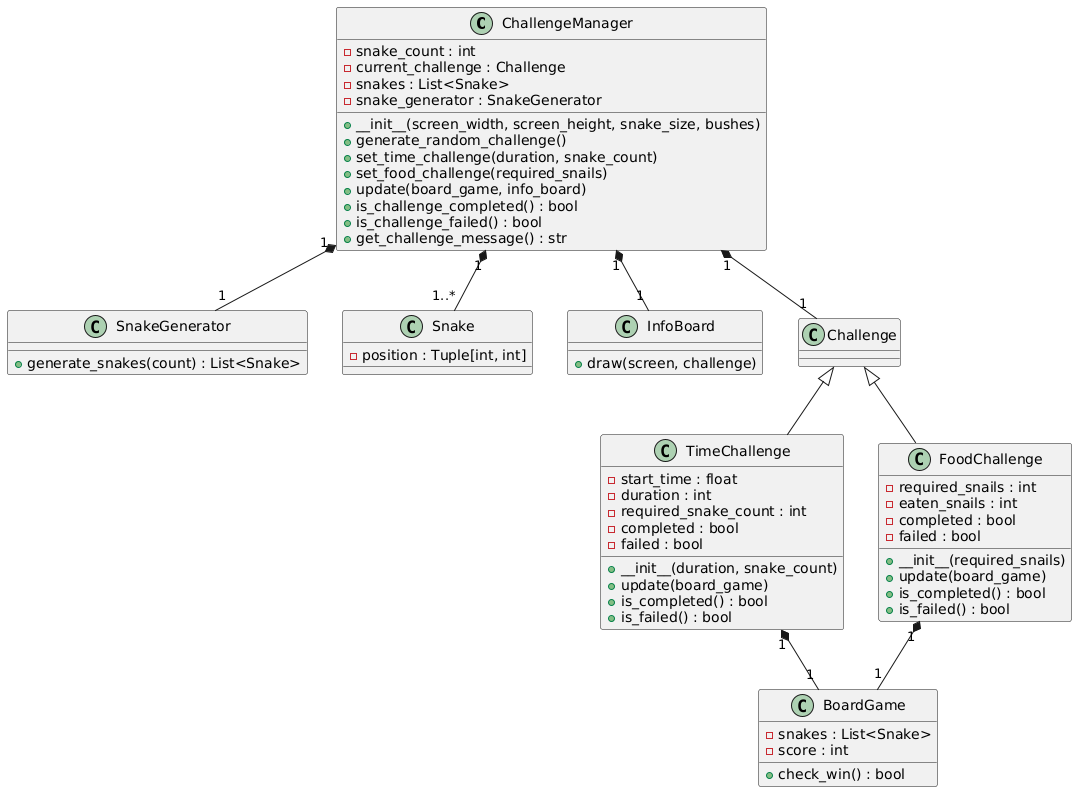 C ChallengeManager
snake_count : int
current_challenge : Challenge
snakes : List<Snake>
snake_generator : SnakeGenerator
__init__(screen_width, screen_height, snake_size, bushes)
generate_random_challenge()
set_time_challenge(duration, snake_count)
set_food_challenge(required_snails)
update(board_game, info_board)
is_challenge_completed() : bool
is_challenge_failed() : bool
get_challenge_message() : str
1 1 1 1
1 1..* 1 1
C SnakeGenerator
generate_snakes(count) : List<Snake>
C Snake
position : Tuple[int, int]
C InfoBoard
draw(screen, challenge)
C Challenge
C TimeChallenge
start_time : float
duration : int
required_snake_count : int
completed : bool
failed : bool
__init__(duration, snake_count)
update(board_game)
is_completed() : bool
is_failed() : bool
C FoodChallenge
required_snails : int
eaten_snails : int
completed : bool
failed : bool
__init__(required_snails)
update(board_game)
is_completed() : bool
is_failed() : bool
1 1
1 1
C BoardGame
snakes : List<Snake>
score : int
check_win() : bool